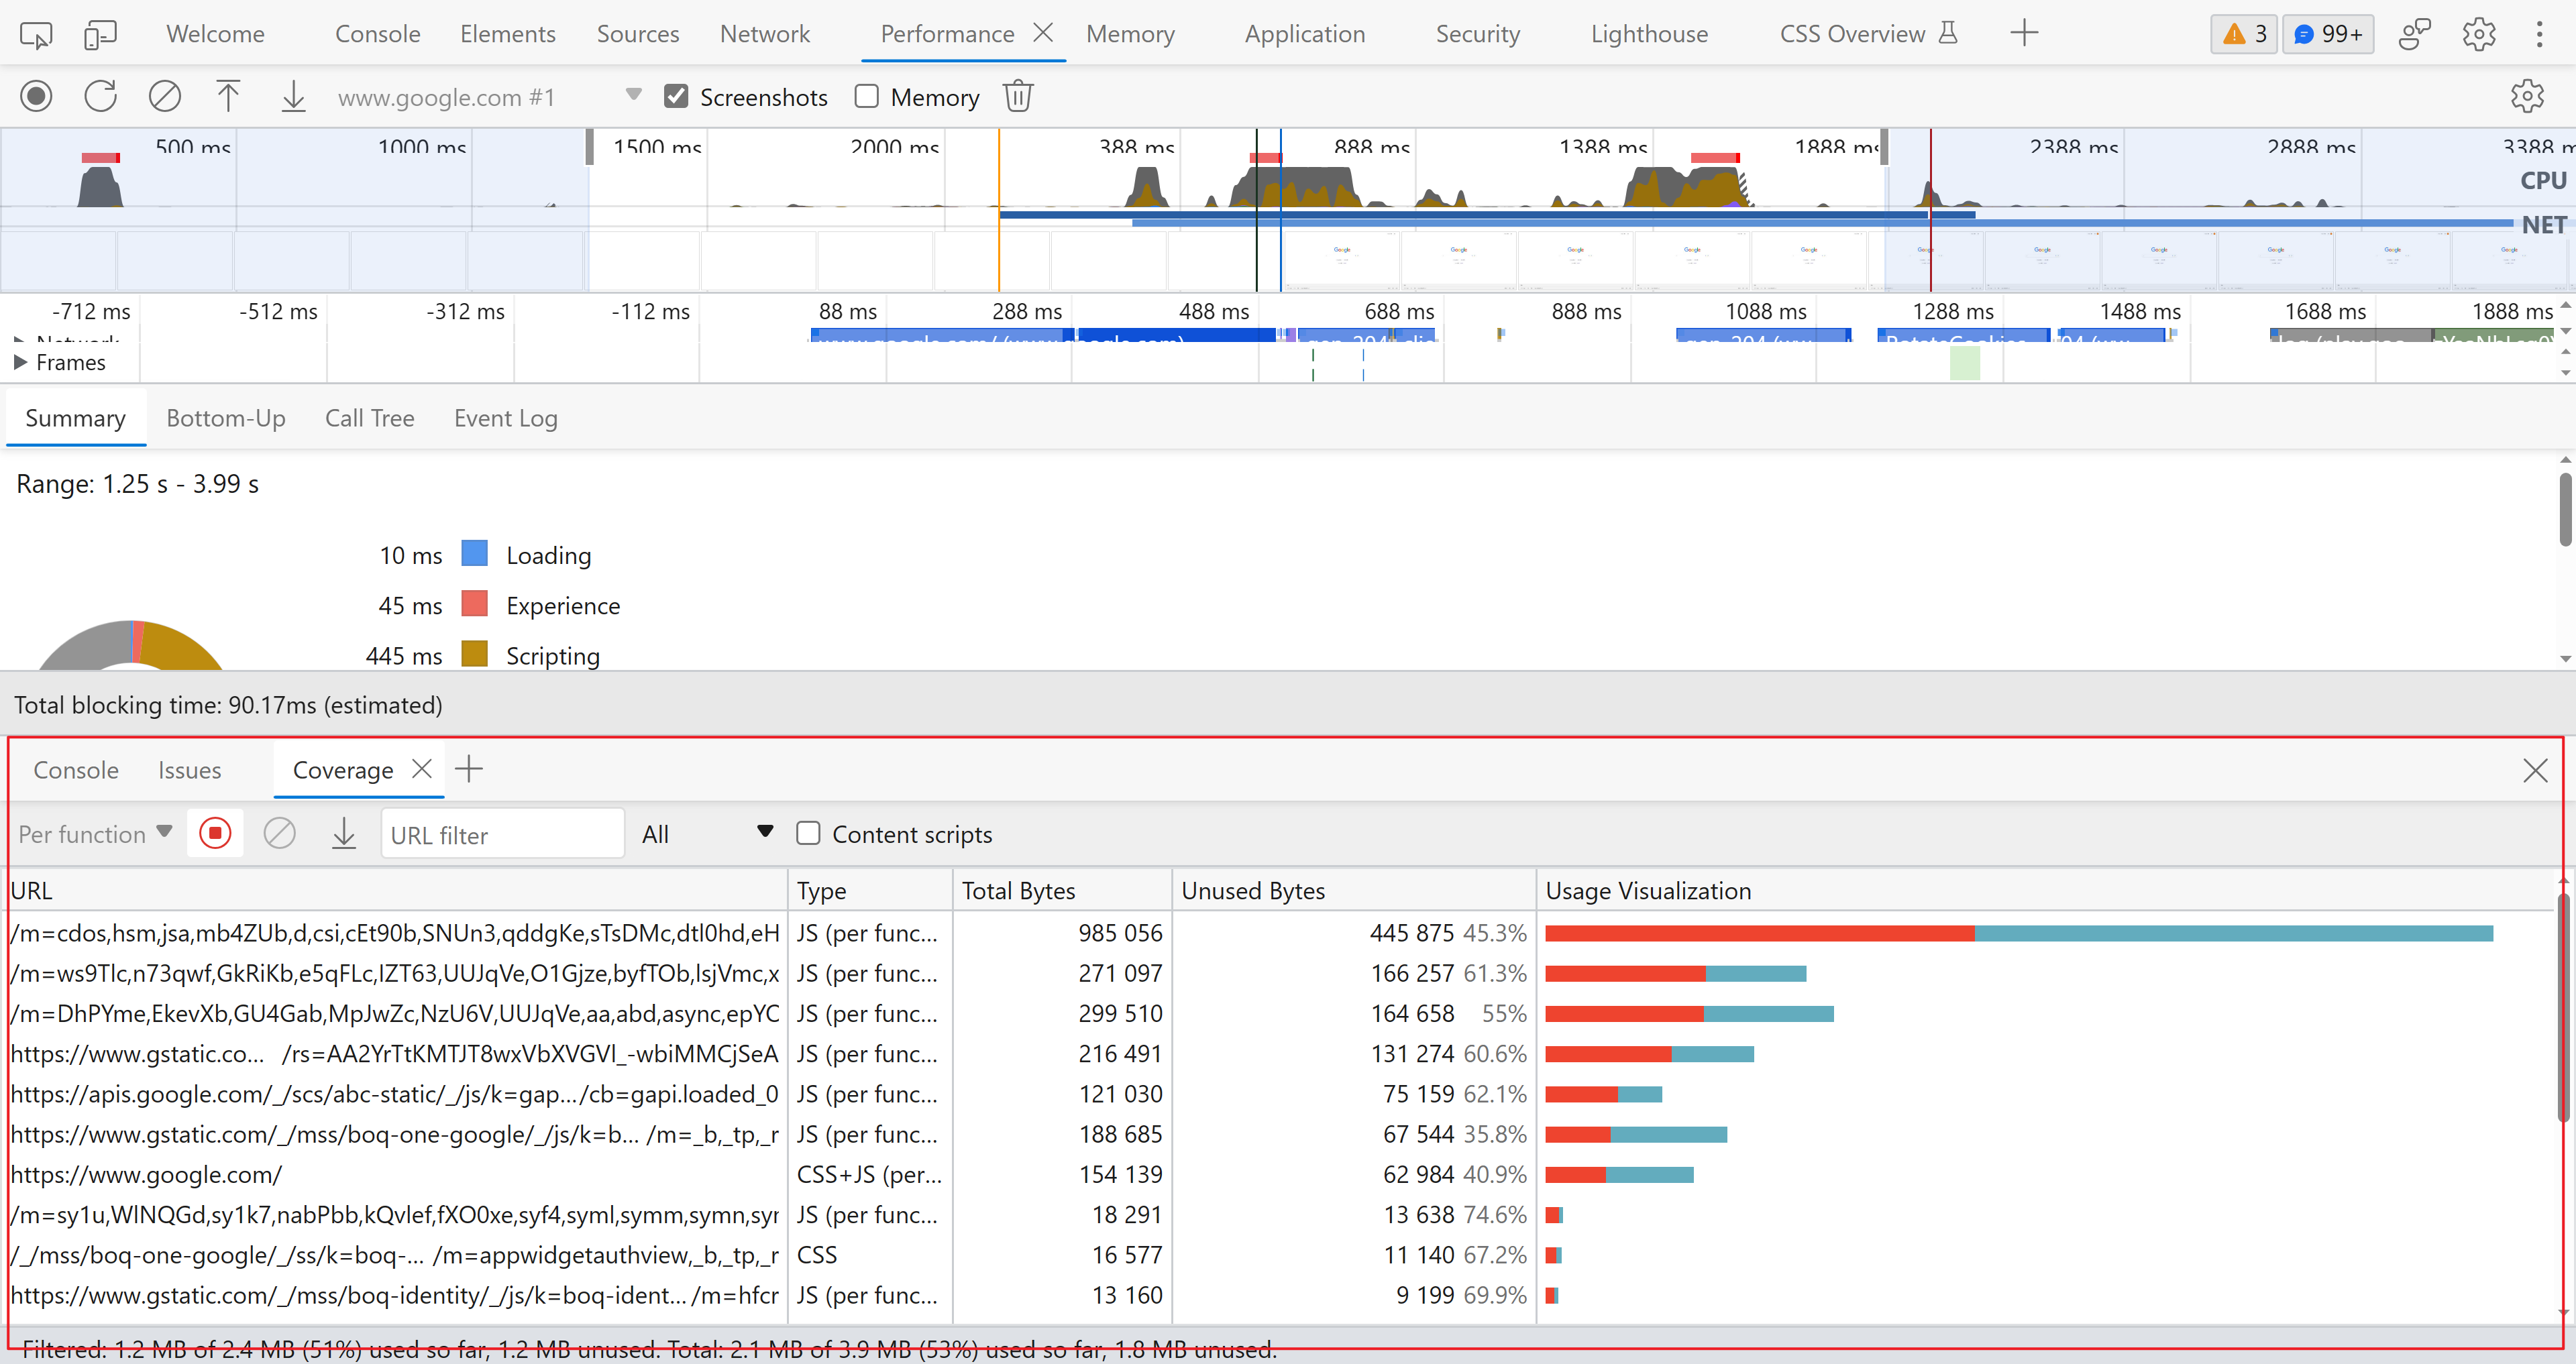 Welcome Console Elements Sources Network Performance Memory Application Security Lighthouse CSS Overview 3 99+
www.google.com #1 Screenshots Memory
500 ms 1000 ms 1500 ms 2000 ms 388 ms 888 ms 1388 ms 1888 ms 2388 ms 2888 ms 3388 m
CPU
NET
-712 ms -512 ms -312 ms -112 ms 88 ms 288 ms 488 ms 688 ms 888 ms 1088 ms 1288 ms 1488 ms 1688 ms 1888 ms
Network
Frames
Summary Bottom-Up Call Tree Event Log
Range: 1.25 s - 3.99 s
10 ms Loading
45 ms Experience
445 ms Scripting
Total blocking time: 90.17ms (estimated)
Console Issues Coverage
Per function URL filter All Content scripts
URL Type Total Bytes Unused Bytes Usage Visualization
/m=cdos,hsm,jsa,mb4ZUb,d,csi,cEt90b,SNUn3,qddgKe,sTsDMc,dtl0hd,eH JS (per func... 985 056 445 875 45.3%
/m=ws9Tlc,n73qwf,GkRiKb,e5qFLc,IZT63,UUJqVe,O1Gjze,byfTOb,lsjVmc,x JS (per func... 271 097 166 257 61.3%
/m=DhPYme,EkevXb,GU4Gab,MpJwZc,NzU6V,UUJqVe,aa,abd,async,epYC JS (per func... 299 510 164 658 55%
https://www.gstatic.co... /rs=AA2YrTtKMTJT8wxVbXVGVl_-wbiMMCjSeA JS (per func... 216 491 131 274 60.6%
https://apis.google.com/_/scs/abc-static/_/js/k=gap.../cb=gapi.loaded_0 JS (per func... 121 030 75 159 62.1%
https://www.gstatic.com/_/mss/boq-one-google/_/js/k=b... /m=_b,_tp,_r JS (per func... 188 685 67 544 35.8%
https://www.google.com/ CSS+JS (per... 154 139 62 984 40.9%
/m=sy1u,WlNQGd,sy1k7,nabPbb,kQvlef,fXO0xe,syf4,syml,symm,symn,syr JS (per func... 18 291 13 638 74.6%
/_/mss/boq-one-google/_/ss/k=boq-... /m=appwidgetauthview,_b,_tp,_r CSS 16 577 11 140 67.2%
https://www.gstatic.com/_/mss/boq-identity/_/js/k=boq-ident... /m=hfcr JS (per func... 13 160 9 199 69.9%
Filtered: 1.2 MB of 2.4 MB (51%) used so far, 1.2 MB unused. Total: 2.1 MB of 3.9 MB (53%) used so far, 1.8 MB unused.